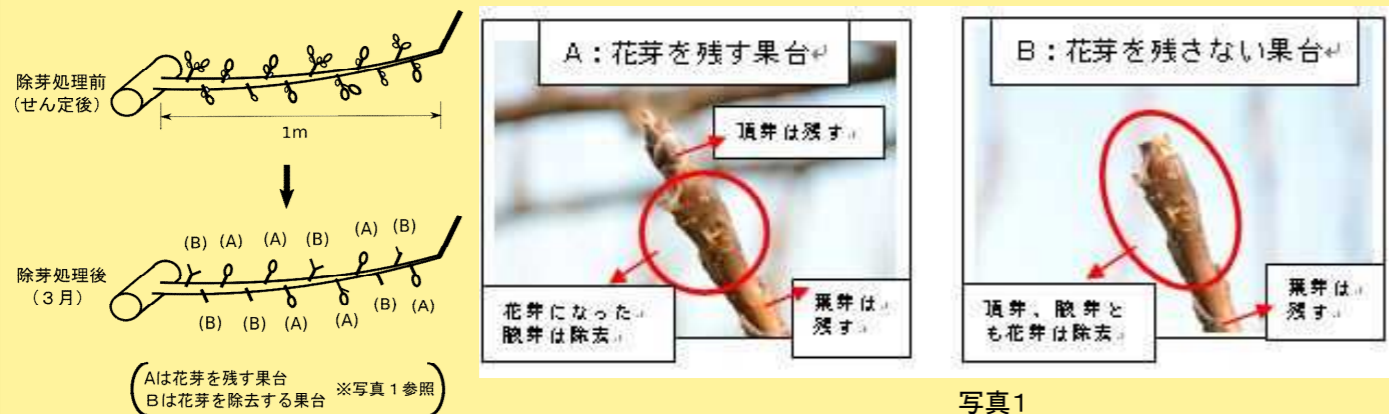 除芽処理前
(せん定後)
1m
除芽処理後
(3月)
(B) (A) (A) (B) (A) (B)
(B) (B) (A) (A) (B) (A)
Aは花芽を残す果台
Bは花芽を除去する果台
※写真1参照
A:花芽を残す果台
頂芽は残す
花芽になった
腋芽は除去
葉芽は
残す
B:花芽を残さない果台
頂芽、腋芽と
も花芽は除去
葉芽は
残す
写真1